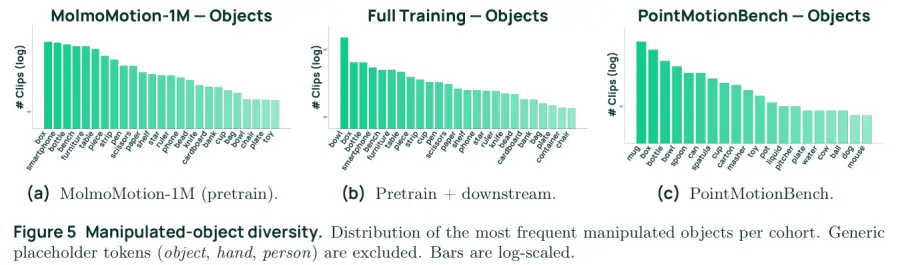 MolmoMotion-1M — Objects
Full Training — Objects
PointMotionBench — Objects
# Clips (log)
# Clips (log)
# Clips (log)
box
smartphone
bottle
bench
furniture
table
piece
strip
pen
scissors
paper
shelf
star
ruler
phone
bead
knife
cardboard
bank
cup
bag
bowl
chair
plate
toy
bowl
box
bottle
smartphone
bench
furniture
table
piece
strip
cup
pen
scissors
paper
shelf
phone
star
ruler
knife
bead
cardboard
bank
bag
plate
container
chair
mug
box
bottle
bowl
spoon
can
spatula
cup
carton
masher
toy
pot
liquid
pitcher
plate
water
cow
ball
dog
mouse
(a) MolmoMotion-1M (pretrain).
(b) Pretrain + downstream.
(c) PointMotionBench.
Figure 5 Manipulated-object diversity. Distribution of the most frequent manipulated objects per cohort. Generic
placeholder tokens (object, hand, person) are excluded. Bars are log-scaled.